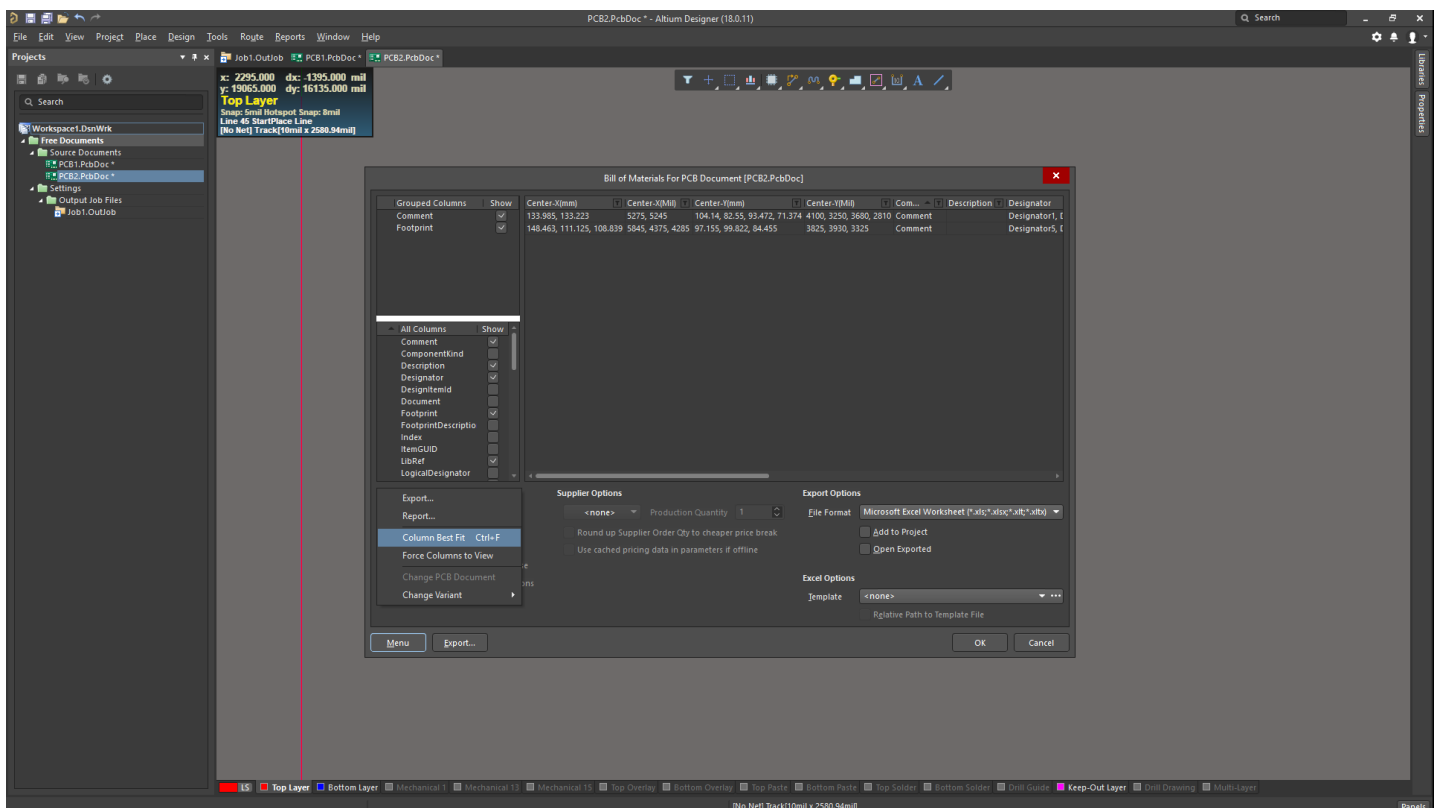 PCB2.PcbDoc * - Altium Designer (18.0.11)
Search
File Edit View Project Place Design Tools Route Reports Window Help
Projects
Job1.OutJob PCB1.PcbDoc * PCB2.PcbDoc *
Libraries
Properties
x: 2295.000 dx: -1395.000 mil
y: 19065.000 dy: 16135.000 mil
Top Layer
Snap: 5mil Hotspot Snap: 8mil
Line 45 StartPlace Line
[No Net] Track[10mil x 2580.94mil]
Search
Workspace1.DsnWrk
Free Documents
Source Documents
PCB1.PcbDoc *
PCB2.PcbDoc *
Settings
Output Job Files
Job1.OutJob
Bill of Materials For PCB Document [PCB2.PcbDoc]
Grouped Columns Show
Comment
Footprint
Center-X(mm) Center-X(Mil) Center-Y(mm) Center-Y(Mil) Com... Description Designator
133.985, 133.223 5275, 5245 104.14, 82.55, 93.472, 71.374 4100, 3250, 3680, 2810 Comment Designator1, D
148.463, 111.125, 108.839 5845, 4375, 4285 97.155, 99.822, 84.455 3825, 3930, 3325 Comment Designator5, D
All Columns Show
Comment
ComponentKind
Description
Designator
DesignItemId
Document
Footprint
FootprintDescriptio
Index
ItemGUID
LibRef
LogicalDesignator
Export...
Report...
Column Best Fit Ctrl+F
Force Columns to View
Change PCB Document
Change Variant
Supplier Options
<none> Production Quantity 1
Round up Supplier Order Qty to cheaper price break
Use cached pricing data in parameters if offline
Export Options
File Format Microsoft Excel Worksheet (*.xls;*.xlsx;*.xlt;*.xltx)
Add to Project
Open Exported
Excel Options
Template <none>
Relative Path to Template File
Menu Export... OK Cancel
LS Top Layer Bottom Layer Mechanical 1 Mechanical 13 Mechanical 15 Top Overlay Bottom Overlay Top Paste Bottom Paste Top Solder Bottom Solder Drill Guide Keep-Out Layer Drill Drawing Multi-Layer
[No Net] Track[10mil x 2580.94mil]
Panels